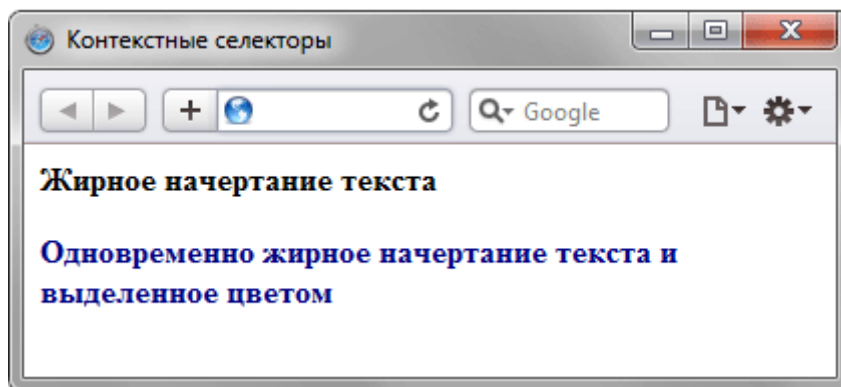 Контекстные селекторы
Google
Жирное начертание текста
Одновременно жирное начертание текста и
выделенное цветом